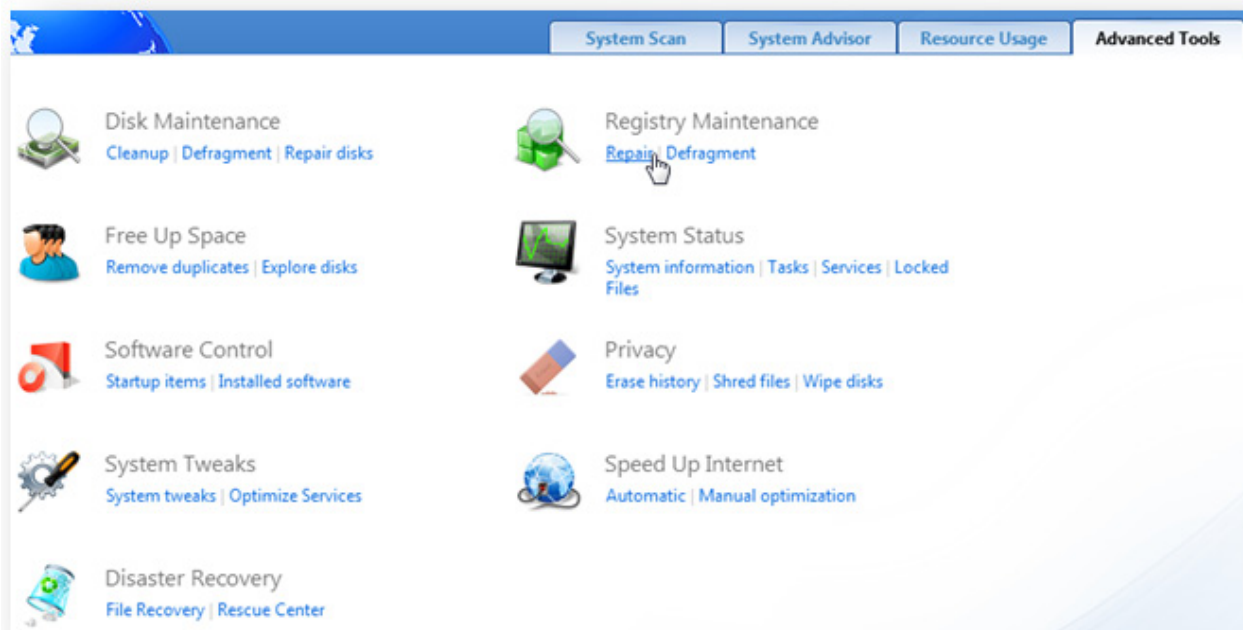 System Scan
System Advisor
Resource Usage
Advanced Tools
Disk Maintenance
Cleanup | Defragment | Repair disks
Registry Maintenance
Repair | Defragment
Free Up Space
Remove duplicates | Explore disks
System Status
System information | Tasks | Services | Locked
Files
Software Control
Startup items | Installed software
Privacy
Erase history | Shred files | Wipe disks
System Tweaks
System tweaks | Optimize Services
Speed Up Internet
Automatic | Manual optimization
Disaster Recovery
File Recovery | Rescue Center